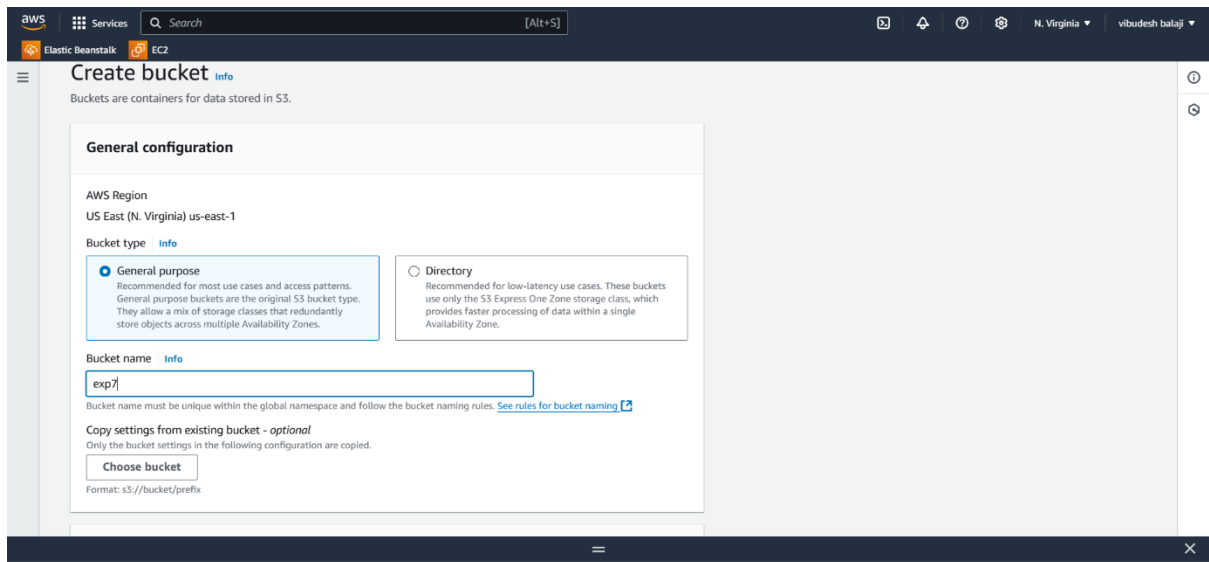 aws Services Search [Alt+S] N. Virginia vibudesh balaji
Elastic Beanstalk EC2
Create bucket Info
Buckets are containers for data stored in S3.
General configuration
AWS Region
US East (N. Virginia) us-east-1
Bucket type Info
General purpose
Recommended for most use cases and access patterns.
General purpose buckets are the original S3 bucket type.
They allow a mix of storage classes that redundantly
store objects across multiple Availability Zones.
Directory
Recommended for low-latency use cases. These buckets
use only the S3 Express One Zone storage class, which
provides faster processing of data within a single
Availability Zone.
Bucket name Info
exp7
Bucket name must be unique within the global namespace and follow the bucket naming rules. See rules for bucket naming
Copy settings from existing bucket - optional
Only the bucket settings in the following configuration are copied.
Choose bucket
Format: s3://bucket/prefix